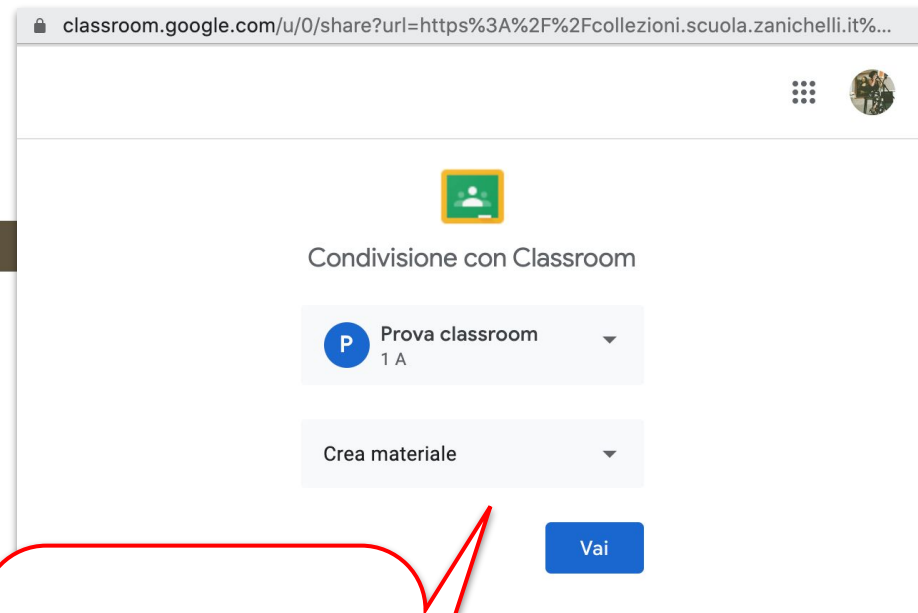 classroom.google.com/u/0/share?url=https%3A%2F%2Fcollezioni.scuola.zanichelli.it%...
Condivisione con Classroom
P
Prova classroom
1 A
Crea materiale
Vai